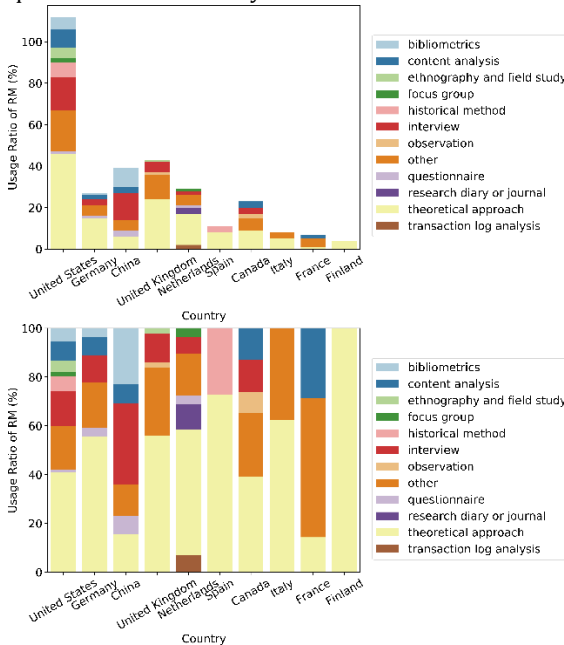 100
80
60
40
20
0
Usage Ratio of RM (%)
United States
Germany
China
United Kingdom
Netherlands
Spain
Canada
Italy
France
Finland
Country
bibliometrics
content analysis
ethnography and field study
focus group
historical method
interview
observation
other
questionnaire
research diary or journal
theoretical approach
transaction log analysis
100
80
60
40
20
0
Usage Ratio of RM (%)
United States
Germany
China
United Kingdom
Netherlands
Spain
Canada
Italy
France
Finland
Country
bibliometrics
content analysis
ethnography and field study
focus group
historical method
interview
observation
other
questionnaire
research diary or journal
theoretical approach
transaction log analysis